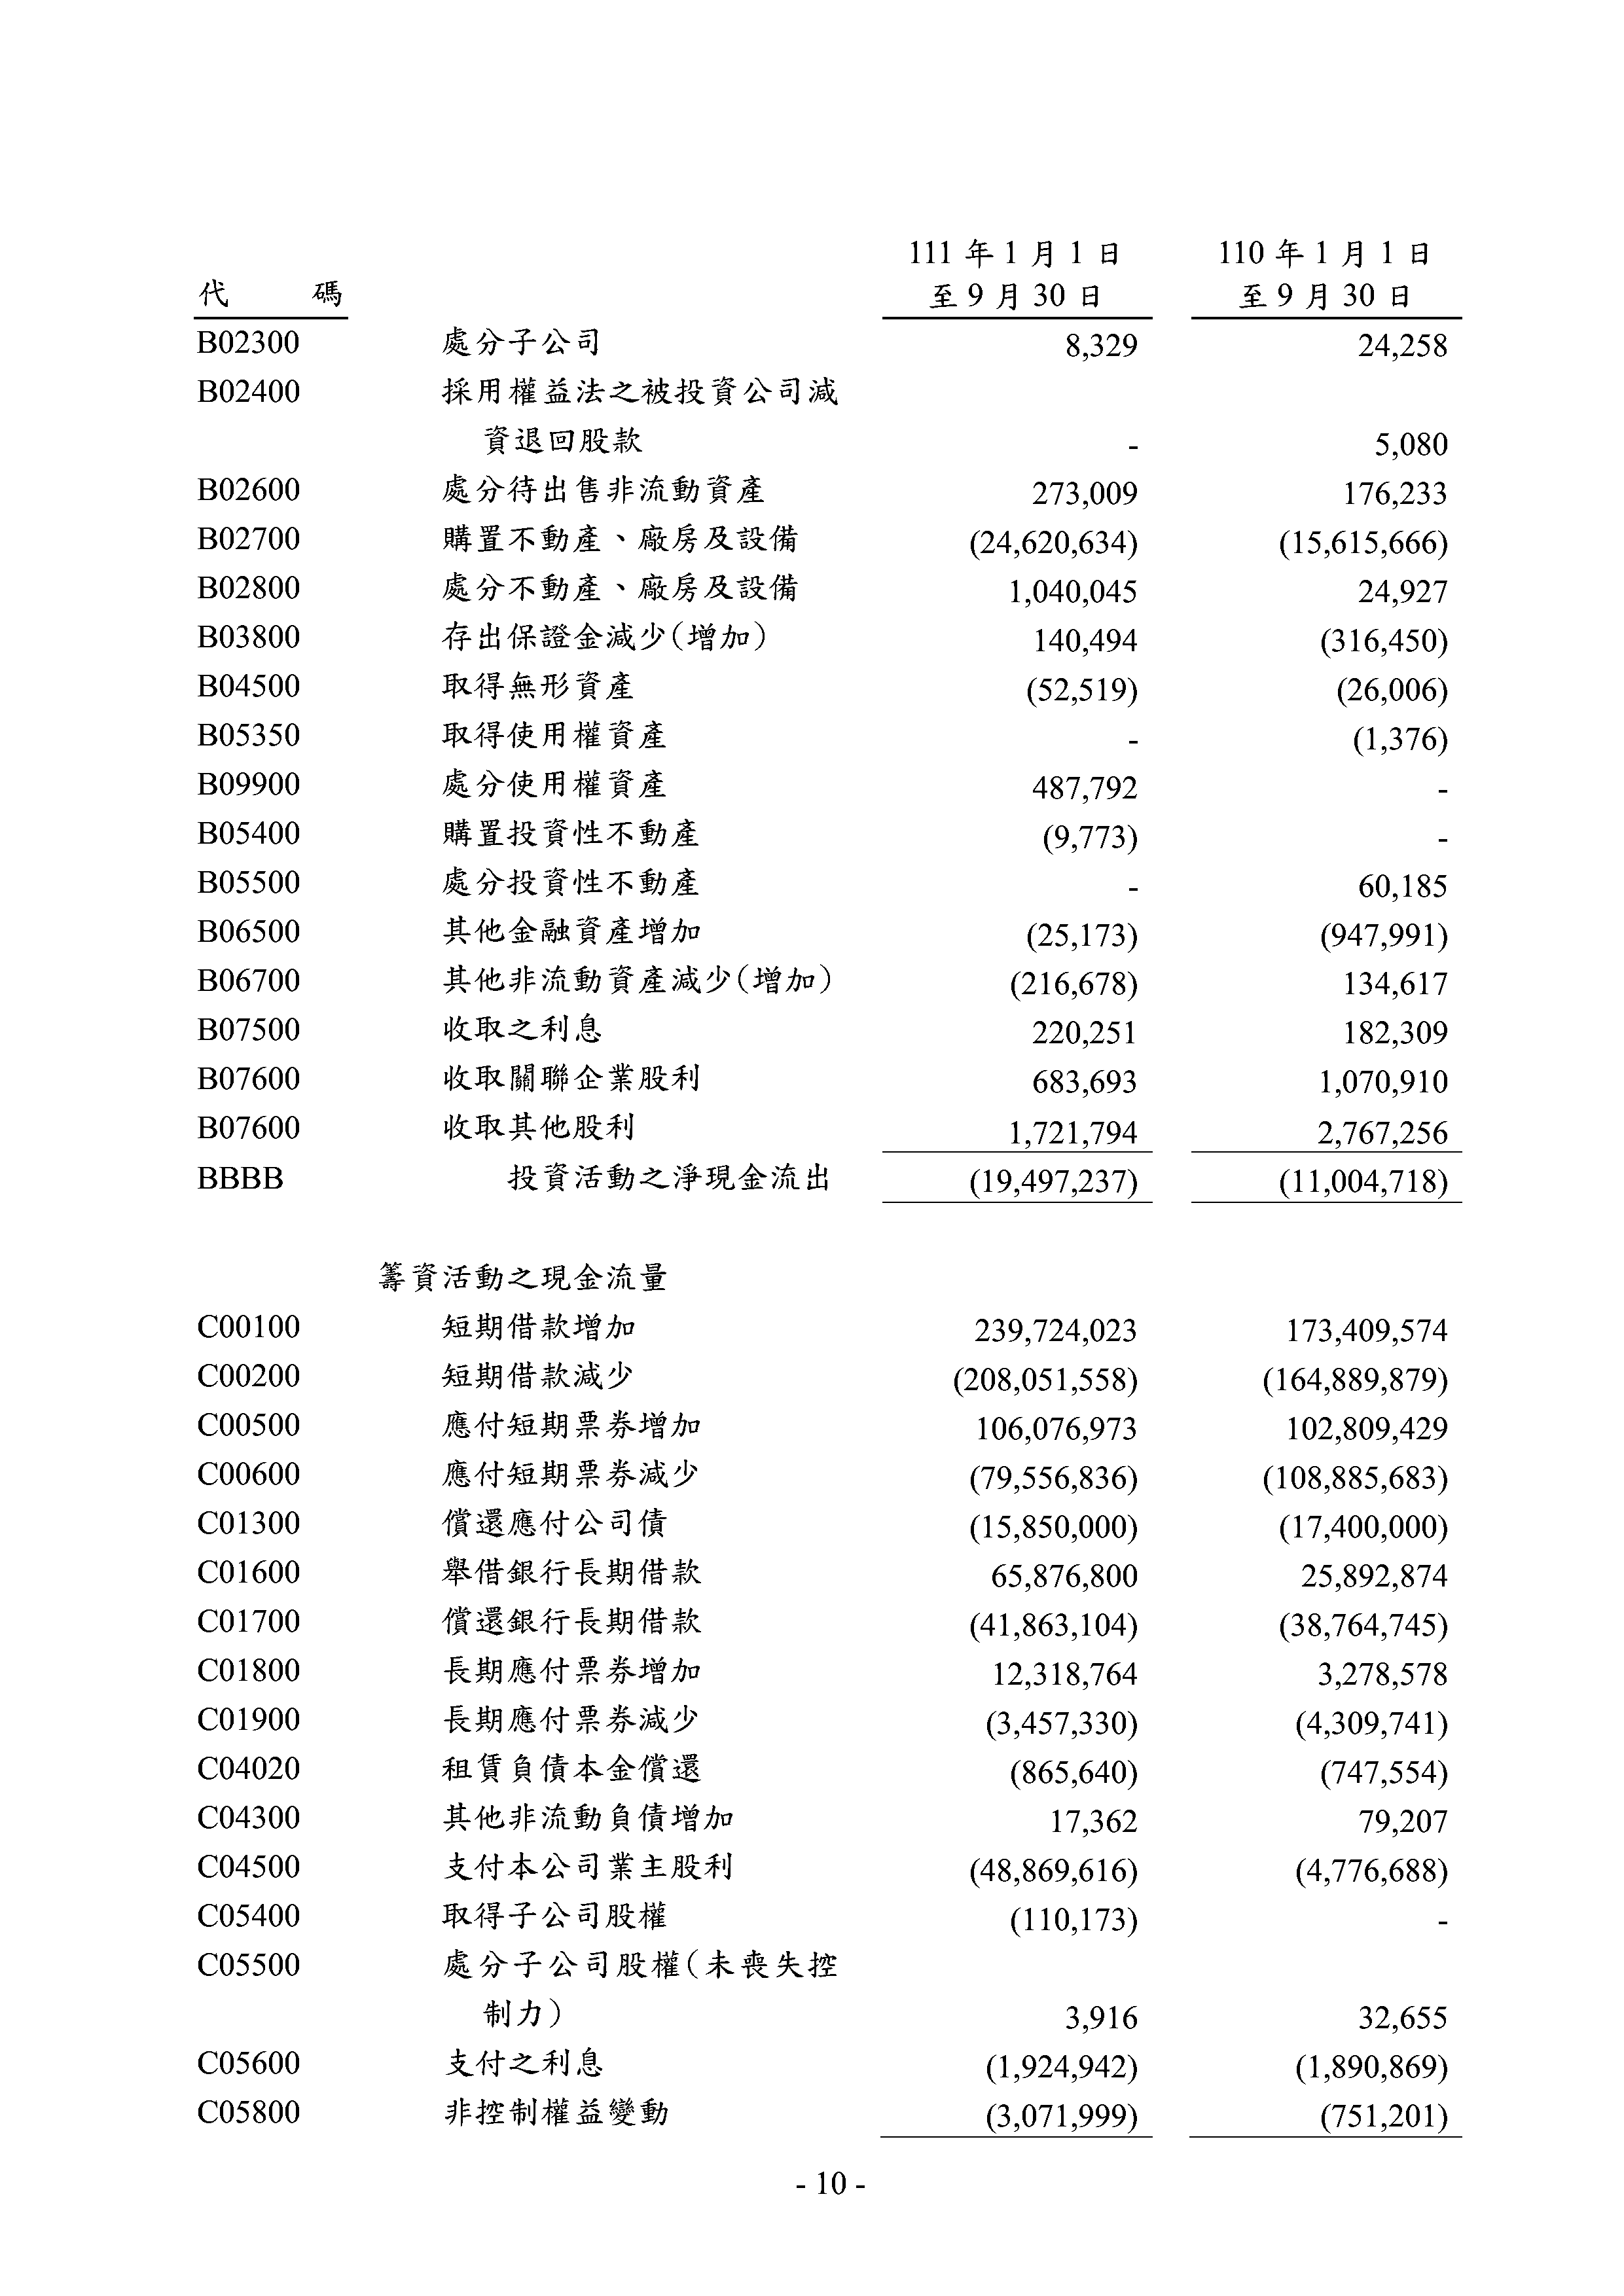 111 年 1 月 1 日 110 年 1 月 1 日
代 碼 至 9 月 30 日 至 9 月 30 日
B02300 處分子公司 8,329 24,258
B02400 採用權益法之被投資公司減
資退回股款 - 5,080
B02600 處分待出售非流動資產 273,009 176,233
B02700 購置不動產、廠房及設備 (24,620,634) (15,615,666)
B02800 處分不動產、廠房及設備 1,040,045 24,927
B03800 存出保證金減少(增加) 140,494 (316,450)
B04500 取得無形資產 (52,519) (26,006)
B05350 取得使用權資產 - (1,376)
B09900 處分使用權資產 487,792 -
B05400 購置投資性不動產 (9,773) -
B05500 處分投資性不動產 - 60,185
B06500 其他金融資產增加 (25,173) (947,991)
B06700 其他非流動資產減少(增加) (216,678) 134,617
B07500 收取之利息 220,251 182,309
B07600 收取關聯企業股利 683,693 1,070,910
B07600 收取其他股利 1,721,794 2,767,256
BBBB 投資活動之淨現金流出 (19,497,237) (11,004,718)
籌資活動之現金流量
C00100 短期借款增加 239,724,023 173,409,574
C00200 短期借款減少 (208,051,558) (164,889,879)
C00500 應付短期票券增加 106,076,973 102,809,429
C00600 應付短期票券減少 (79,556,836) (108,885,683)
C01300 償還應付公司債 (15,850,000) (17,400,000)
C01600 舉借銀行長期借款 65,876,800 25,892,874
C01700 償還銀行長期借款 (41,863,104) (38,764,745)
C01800 長期應付票券增加 12,318,764 3,278,578
C01900 長期應付票券減少 (3,457,330) (4,309,741)
C04020 租賃負債本金償還 (865,640) (747,554)
C04300 其他非流動負債增加 17,362 79,207
C04500 支付本公司業主股利 (48,869,616) (4,776,688)
C05400 取得子公司股權 (110,173) -
C05500 處分子公司股權(未喪失控
制力) 3,916 32,655
C05600 支付之利息 (1,924,942) (1,890,869)
C05800 非控制權益變動 (3,071,999) (751,201)
- 10 -